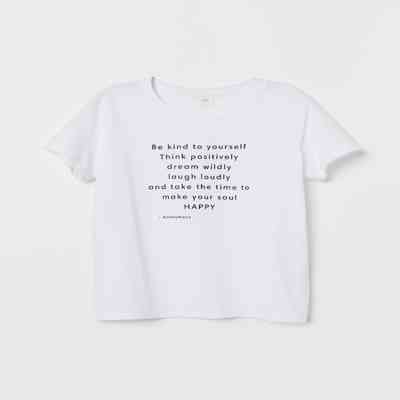 Be kind to yourself
Think positively
dream wildly
laugh loudly
and take the time to
make your soul
HAPPY
- Anonymous